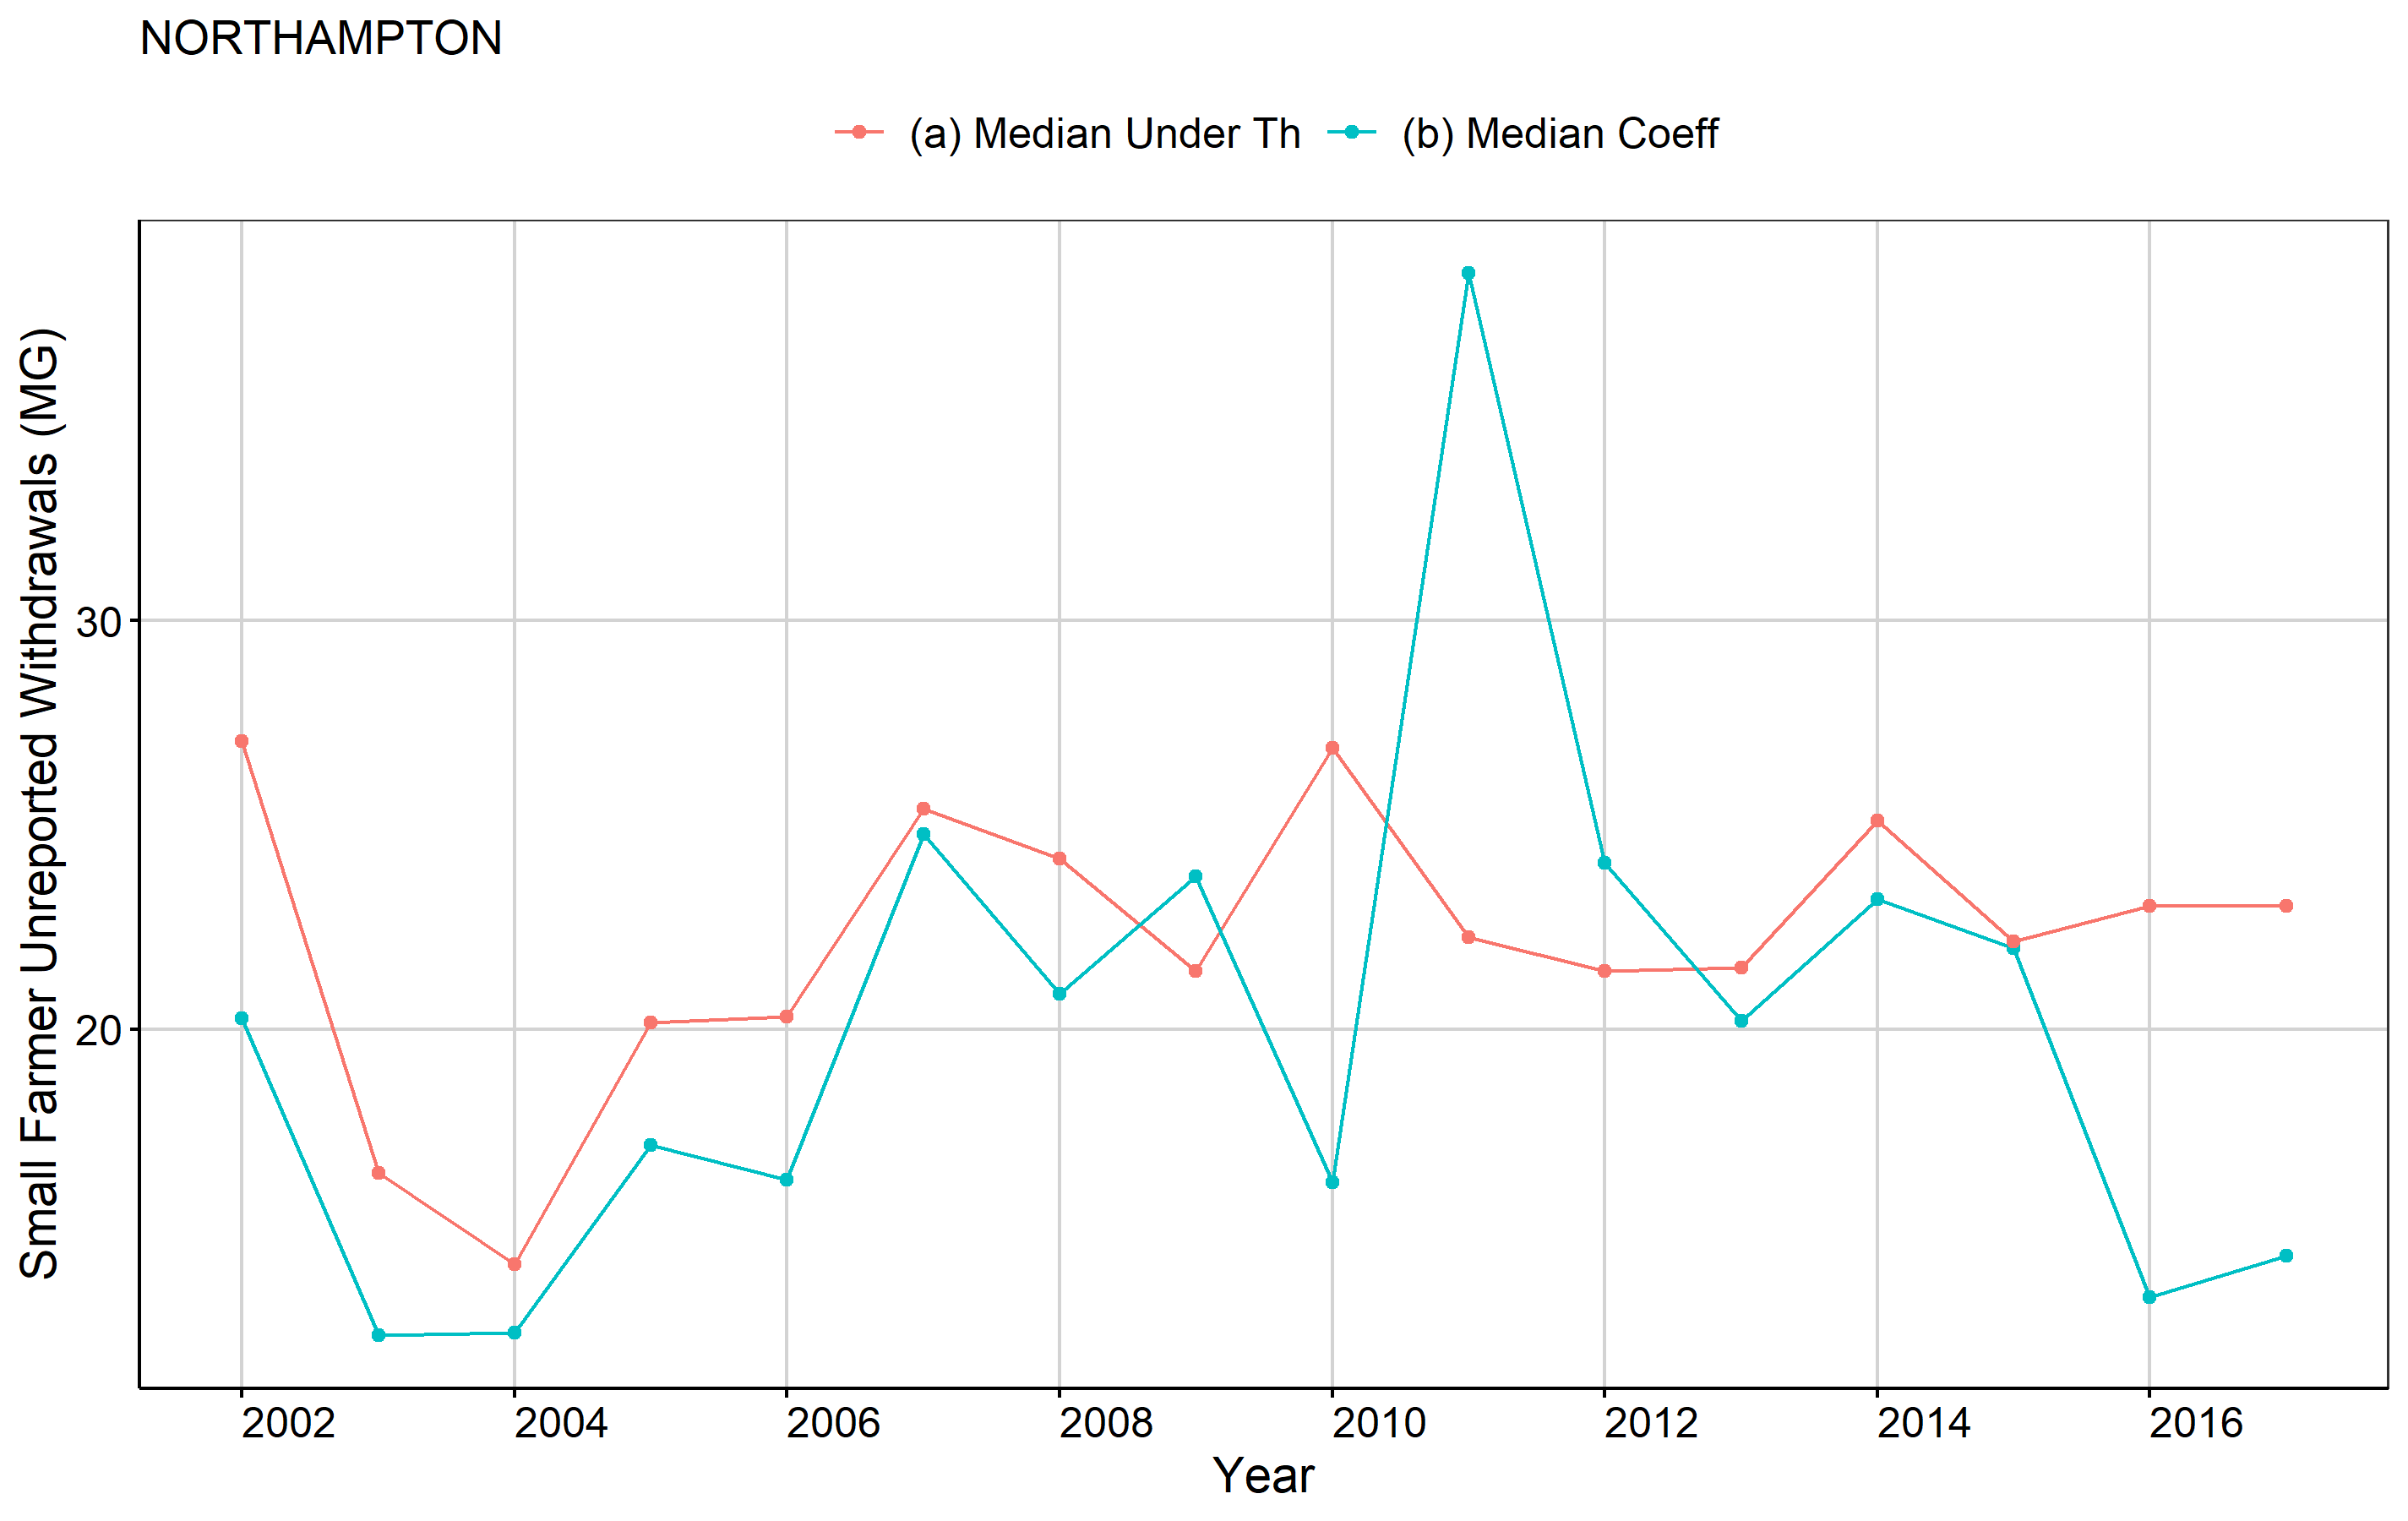 NORTHAMPTON
(a) Median Under Th (b) Median Coeff
Small Farmer Unreported Withdrawals (MG)
30
20
2002 2004 2006 2008 2010 2012 2014 2016
Year